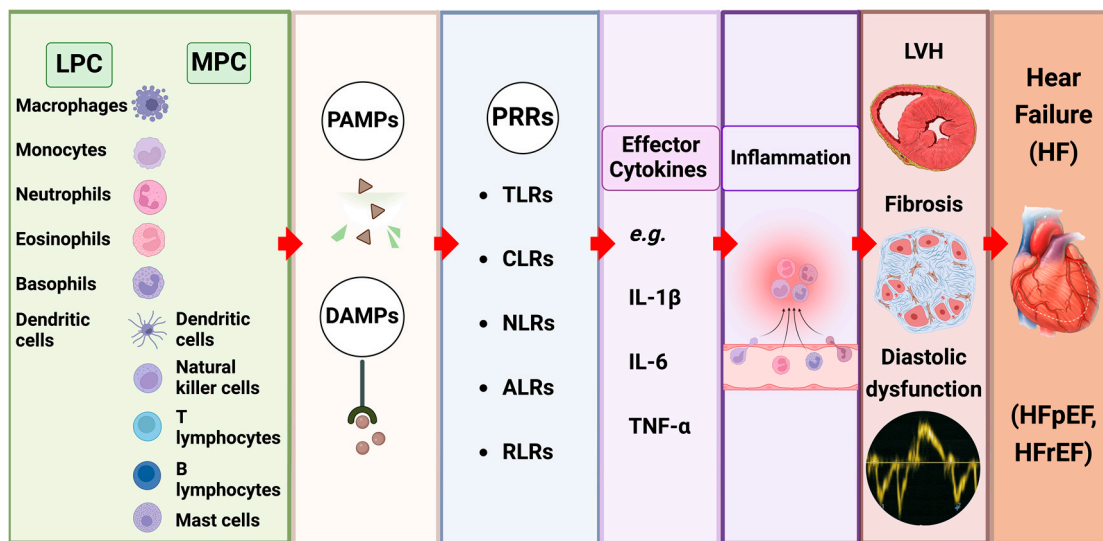 LPC
MPC
Macrophages
Monocytes
Neutrophils
Eosinophils
Basophils
Dendritic
cells
Dendritic
cells
Natural
killer cells
T
lymphocytes
B
lymphocytes
Mast cells
PAMPs
DAMPs
PRRs
• TLRs
• CLRs
• NLRs
• ALRs
• RLRs
Effector
Cytokines
e.g.
IL-1β
IL-6
TNF-α
Inflammation
LVH
Fibrosis
Diastolic
dysfunction
Hear
Failure
(HF)
(HFpEF,
HFrEF)